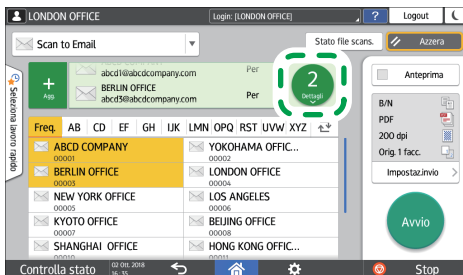 LONDON OFFICE
Login: [LONDON OFFICE]
?
Logout
Scan to Email
Stato file scans.
Azzera
Selezona lavoro rapido
Agg.
abcd1@abcdcompany.com
Per
BERLIN OFFICE
abcd3@abcdcompany.com
Per
2
Dettagli
Anteprima
B/N
PDF
200 dpi
Orig. 1 facc.
Impostaz.invio
Avvio
Freq. AB CD EF GH IJK LMN OPQ RST UVW XYZ
ABCD COMPANY
00001
YOKOHAMA OFFIC...
00002
BERLIN OFFICE
00003
LONDON OFFICE
00004
NEW YORK OFFICE
00005
LOS ANGELES
00006
KYOTO OFFICE
00007
BEIJING OFFICE
00008
SHANGHAI OFFICE
HONG KONG OFFIC...
Controlla stato
02 Ott. 2018
16:35
Stop